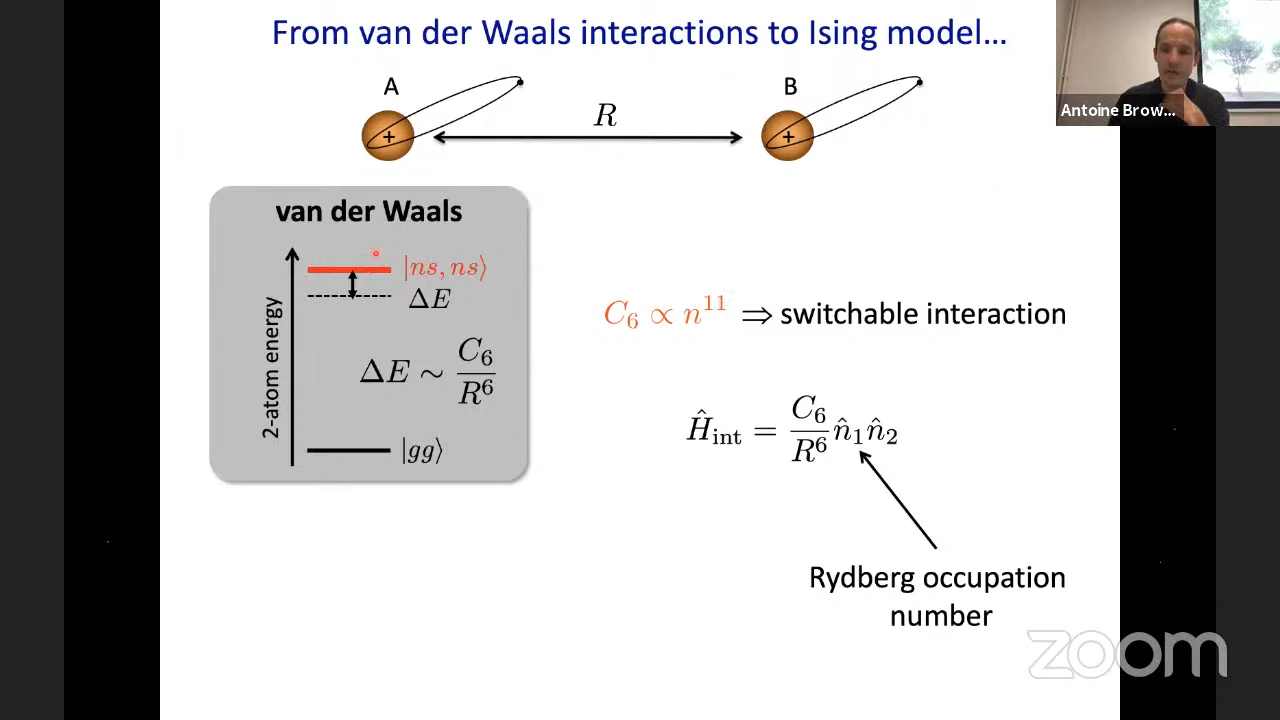 From van der Waals interactions to Ising model…
A
B
R
+
+
Antoine Brow...
van der Waals
2-atom energy
|ns, ns⟩
ΔE
ΔE ∼ C₆/R⁶
|gg⟩
C₆ ∝ n¹¹ ⟹ switchable interaction
Ĥ_int = C₆/R⁶ n̂₁n̂₂
Rydberg occupation
number
zoom